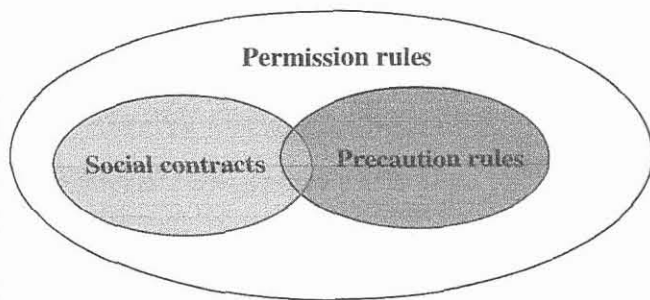 Permission rules
Social contracts
Precaution rules